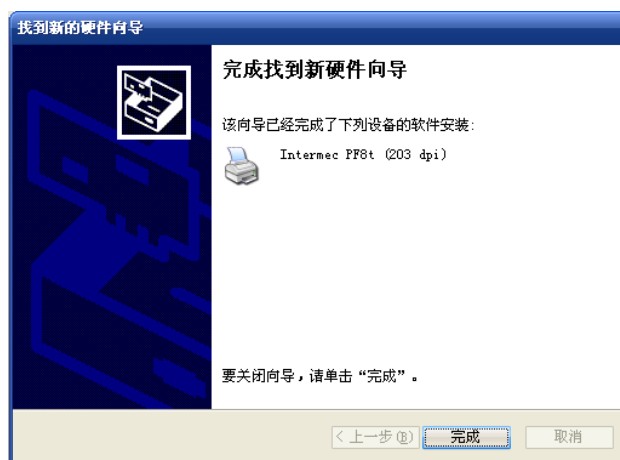 找到新的硬件向导
完成找到新硬件向导
该向导已经完成了下列设备的软件安装:
Intermec PF8t (203 dpi)
要关闭向导，请单击“完成”。
< 上一步(B) 完成 取消